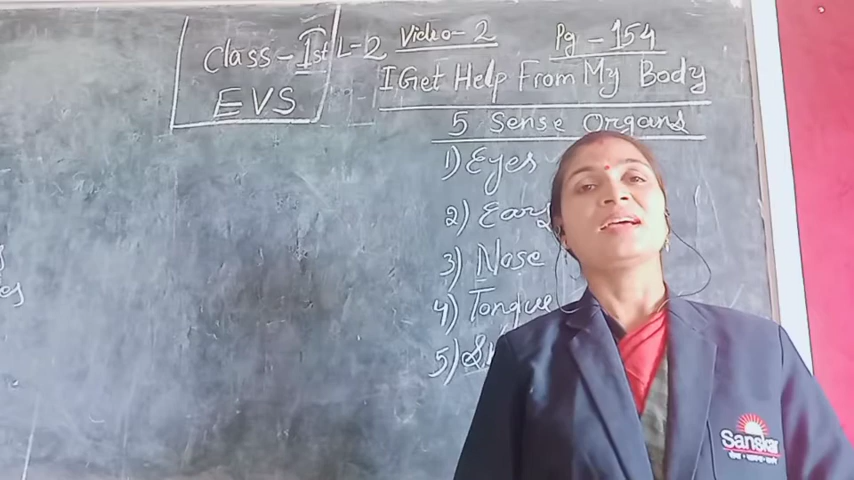 Class - 1st
EVS
L-2
Video - 2
Pg - 154
I Get Help From My Body
5 Sense Organs
1) Eyes
2) Ears
3) Nose
4) Tongue
5)
Sanskar